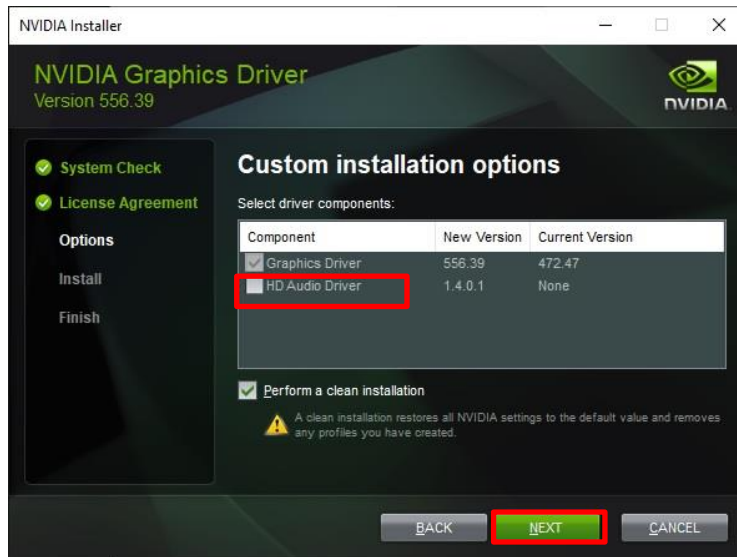 NVIDIA Installer
NVIDIA Graphics Driver
Version 556.39
NVIDIA.
System Check
License Agreement
Options
Install
Finish
Custom installation options
Select driver components:
Component New Version Current Version
Graphics Driver 556.39 472.47
HD Audio Driver 1.4.0.1 None
Perform a clean installation
A clean installation restores all NVIDIA settings to the default value and removes
any profiles you have created.
BACK NEXT CANCEL